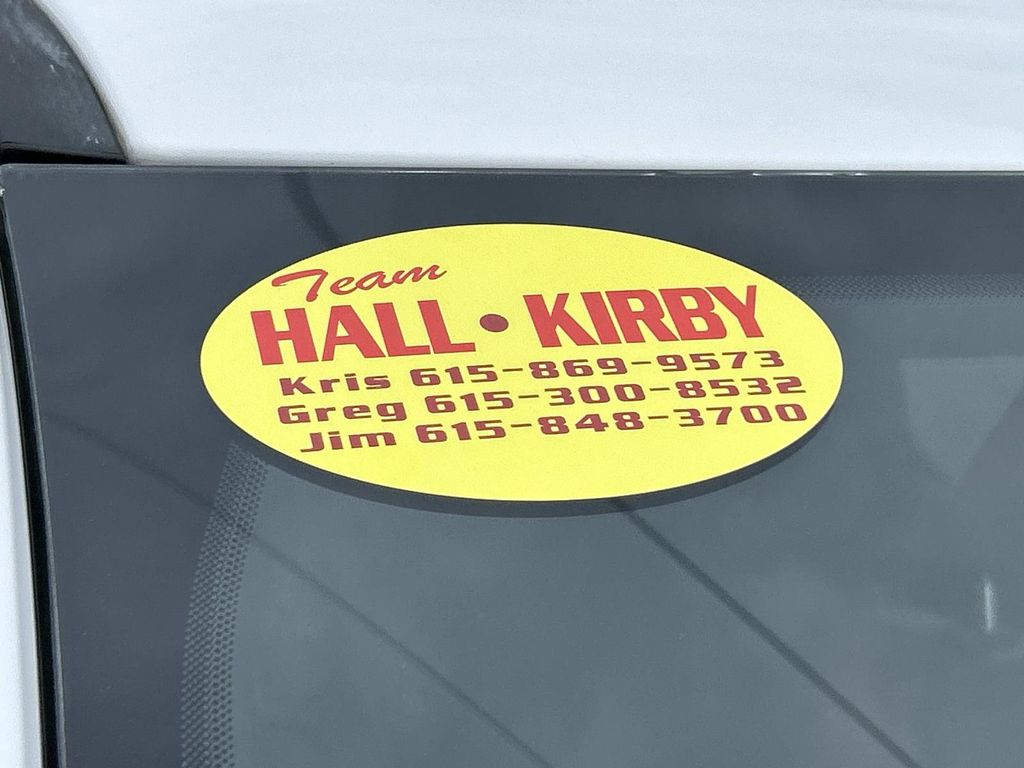 Team
HALL • KIRBY
Kris 615-869-9573
Greg 615-300-8532
Jim 615-848-3700